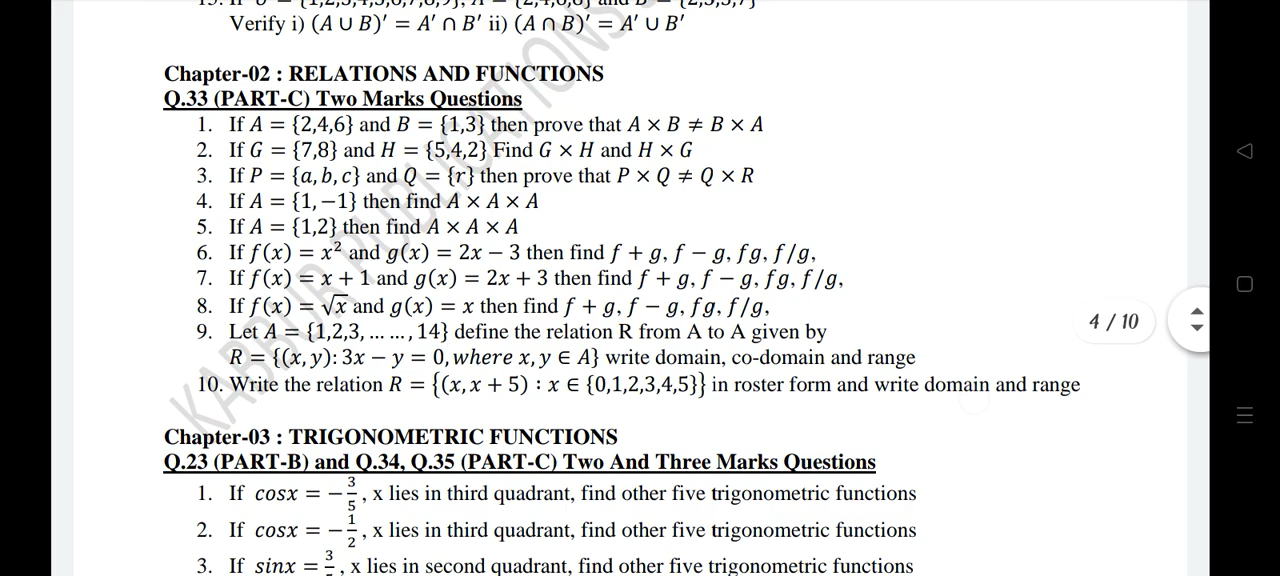 Verify i) (A ∪ B)′ = A′ ∩ B′ ii) (A ∩ B)′ = A′ ∪ B′
Chapter-02 : RELATIONS AND FUNCTIONS
Q.33 (PART-C) Two Marks Questions
1. If A = {2,4,6} and B = {1,3} then prove that A × B ≠ B × A
2. If G = {7,8} and H = {5,4,2} Find G × H and H × G
3. If P = {a, b, c} and Q = {r} then prove that P × Q ≠ Q × R
4. If A = {1, −1} then find A × A × A
5. If A = {1,2} then find A × A × A
6. If f(x) = x² and g(x) = 2x − 3 then find f + g, f − g, fg, f/g,
7. If f(x) = x + 1 and g(x) = 2x + 3 then find f + g, f − g, fg, f/g,
8. If f(x) = √x and g(x) = x then find f + g, f − g, fg, f/g,
9. Let A = {1,2,3, … … , 14} define the relation R from A to A given by
R = {(x, y): 3x − y = 0, where x, y ∈ A} write domain, co-domain and range
4 / 10
10. Write the relation R = {(x, x + 5) : x ∈ {0,1,2,3,4,5}} in roster form and write domain and range
KABBUR PUBLICATIONS
Chapter-03 : TRIGONOMETRIC FUNCTIONS
Q.23 (PART-B) and Q.34, Q.35 (PART-C) Two And Three Marks Questions
1. If cosx = −3/5 , x lies in third quadrant, find other five trigonometric functions
2. If cosx = −1/2 , x lies in third quadrant, find other five trigonometric functions
3. If sinx = 3/ , x lies in second quadrant, find other five trigonometric functions